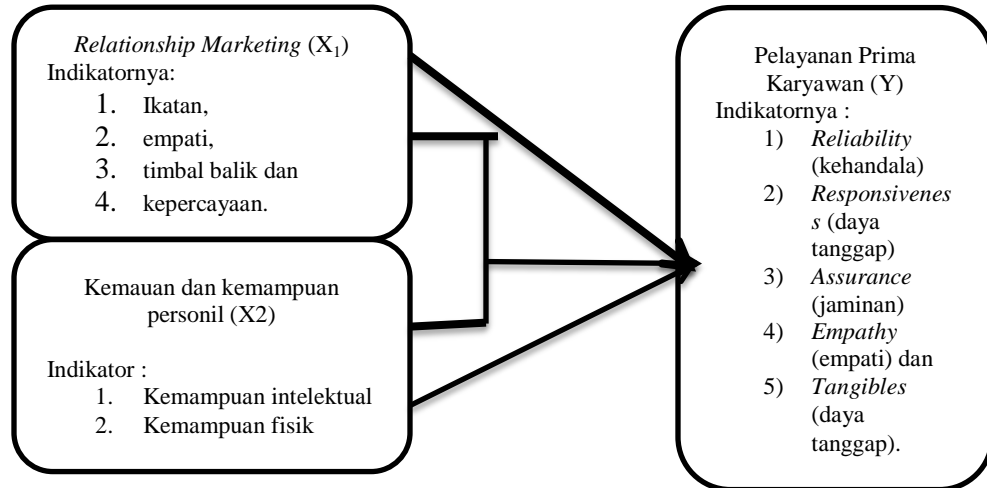 Relationship Marketing (X₁)
Indikatornya:
1. Ikatan,
2. empati,
3. timbal balik dan
4. kepercayaan.
Kemauan dan kemampuan
personil (X2)
Indikator :
1. Kemampuan intelektual
2. Kemampuan fisik
Pelayanan Prima
Karyawan (Y)
Indikatornya :
1) Reliability
(kehandala)
2) Responsivenes
s (daya
tanggap)
3) Assurance
(jaminan)
4) Empathy
(empati) dan
5) Tangibles
(daya
tanggap).